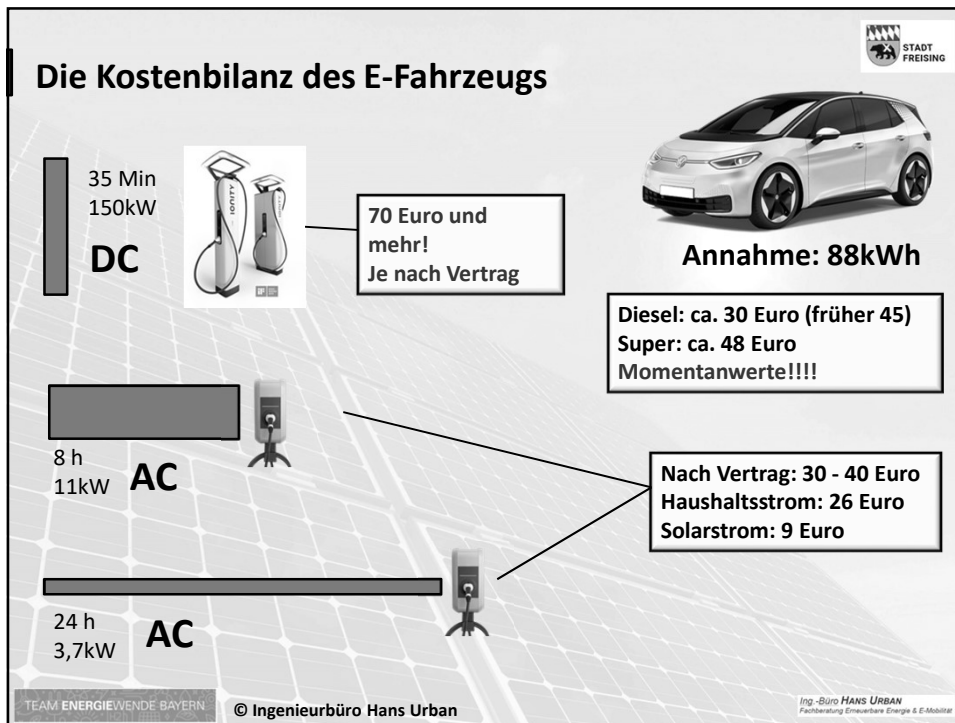 STADT
FREISING
Die Kostenbilanz des E-Fahrzeugs
35 Min
150kW
DC
IONITY
iF
70 Euro und
mehr!
Je nach Vertrag
Annahme: 88kWh
Diesel: ca. 30 Euro (früher 45)
Super: ca. 48 Euro
Momentanwerte!!!!
8 h
11kW
AC
Nach Vertrag: 30 - 40 Euro
Haushaltsstrom: 26 Euro
Solarstrom: 9 Euro
24 h
3,7kW
AC
TEAM ENERGIEWENDE BAYERN
© Ingenieurbüro Hans Urban
Ing.-Büro HANS URBAN
Fachberatung Erneuerbare Energie & E-Mobilität